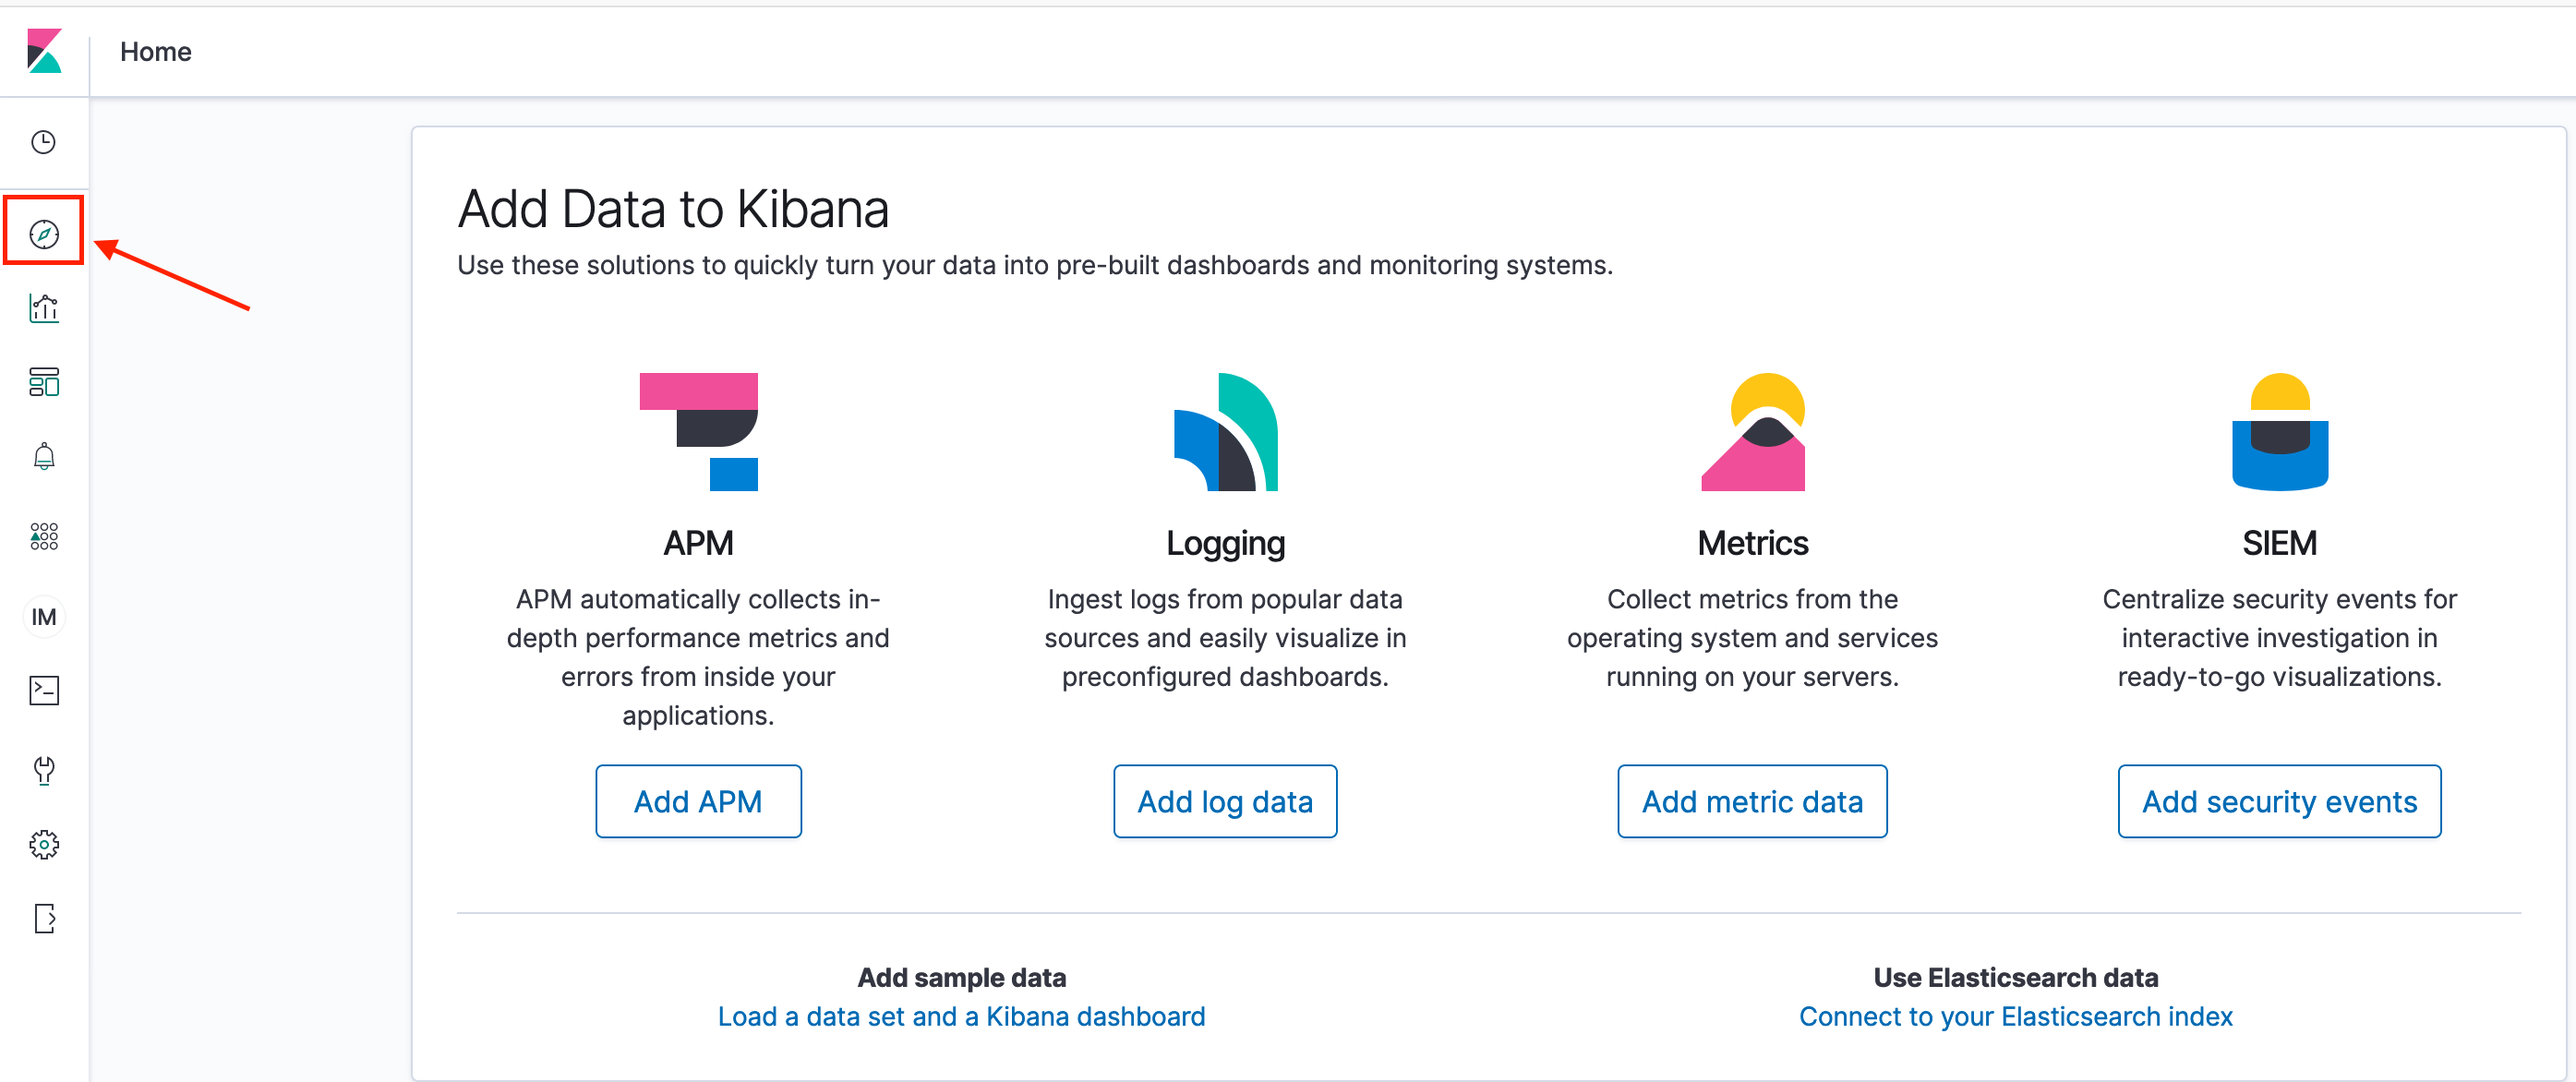 Home
Add Data to Kibana
Use these solutions to quickly turn your data into pre-built dashboards and monitoring systems.
APM
APM automatically collects in-
depth performance metrics and
errors from inside your
applications.
Add APM
Logging
Ingest logs from popular data
sources and easily visualize in
preconfigured dashboards.
Add log data
Metrics
Collect metrics from the
operating system and services
running on your servers.
Add metric data
SIEM
Centralize security events for
interactive investigation in
ready-to-go visualizations.
Add security events
IM
Add sample data
Load a data set and a Kibana dashboard
Use Elasticsearch data
Connect to your Elasticsearch index